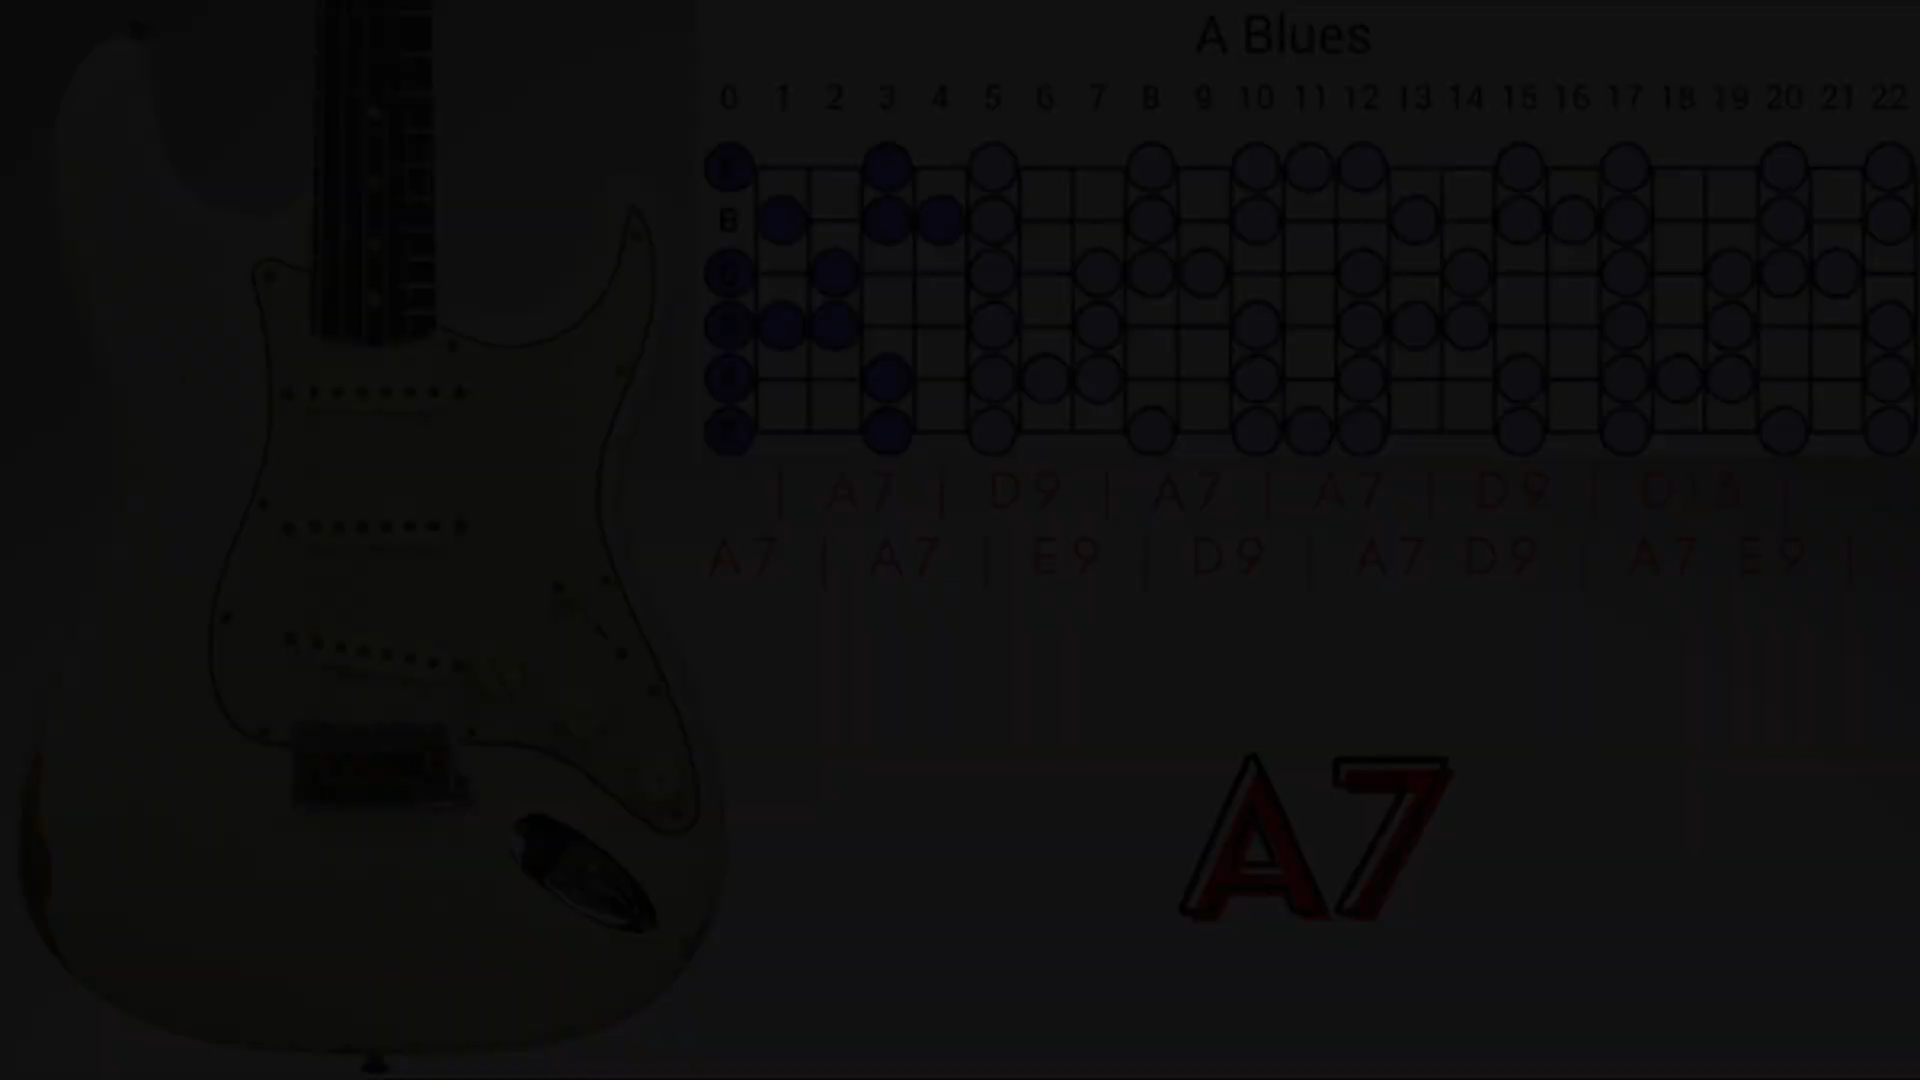 A Blues
0 1 2 3 4 5 6 7 8 9 10 11 12 13 14 15 16 17 18 19 20 21 22
B
| A7 | D9 | A7 | A7 | D9 | |
A7 | A7 | E9 | D9 | A7 D9 | A7 E9 |
A7